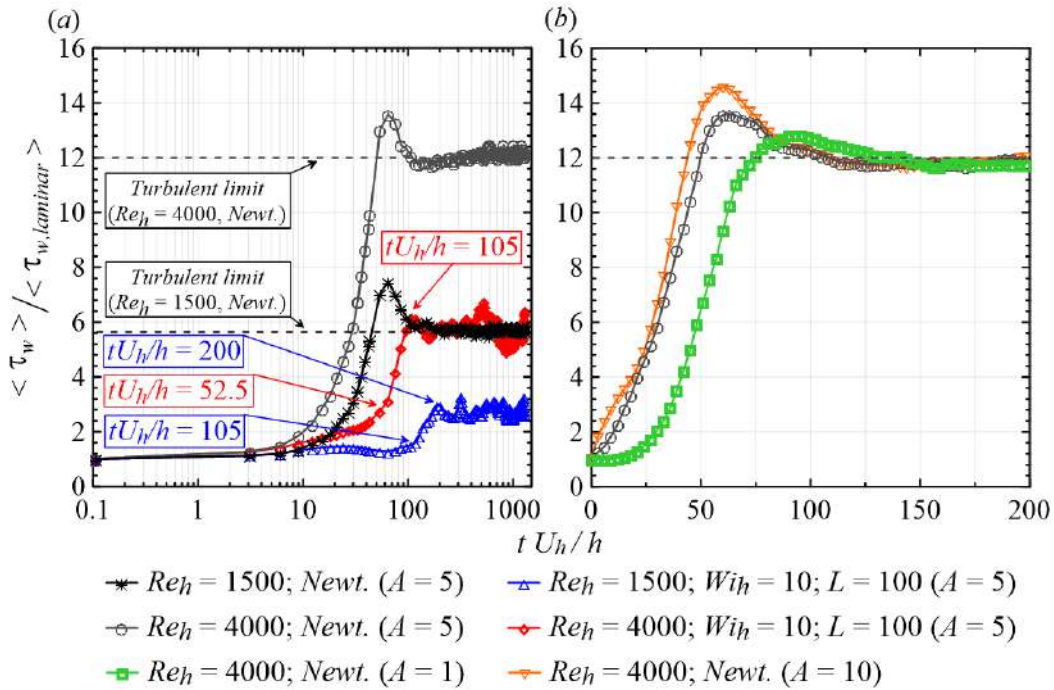 (a)
(b)
16
14
12
10
8
6
4
2
0
16
14
12
10
8
6
4
2
0
< τw > / < τw,laminar >
Turbulent limit
(Reh = 4000, Newt.)
tUh/h = 105
Turbulent limit
(Reh = 1500, Newt.)
tUh/h = 200
tUh/h = 52.5
tUh/h = 105
0.1 1 10 100 1000
0 50 100 150 200
t Uh / h
Reh = 1500; Newt. (A = 5)
Reh = 1500; Wih = 10; L = 100 (A = 5)
Reh = 4000; Newt. (A = 5)
Reh = 4000; Wih = 10; L = 100 (A = 5)
Reh = 4000; Newt. (A = 1)
Reh = 4000; Newt. (A = 10)